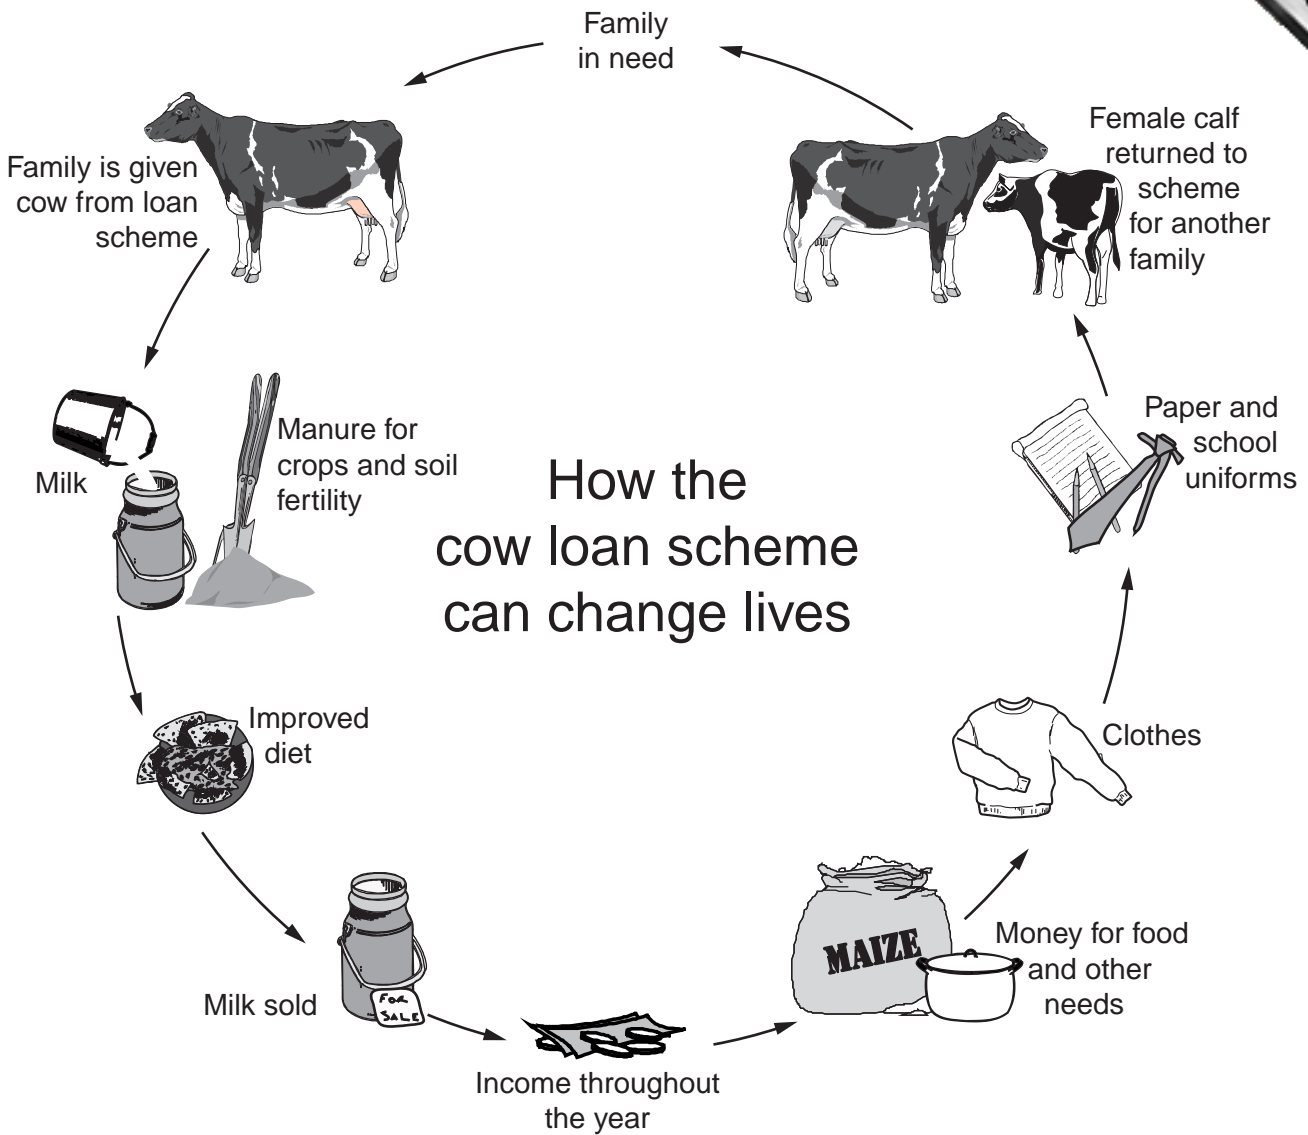 Family
in need
Family is given
cow from loan
scheme
Milk
Manure for
crops and soil
fertility
Improved
diet
Milk sold
FOR
SALE
Income throughout
the year
MAIZE
Money for food
and other
needs
Clothes
Paper and
school
uniforms
Female calf
returned to
scheme
for another
family
How the
cow loan scheme
can change lives